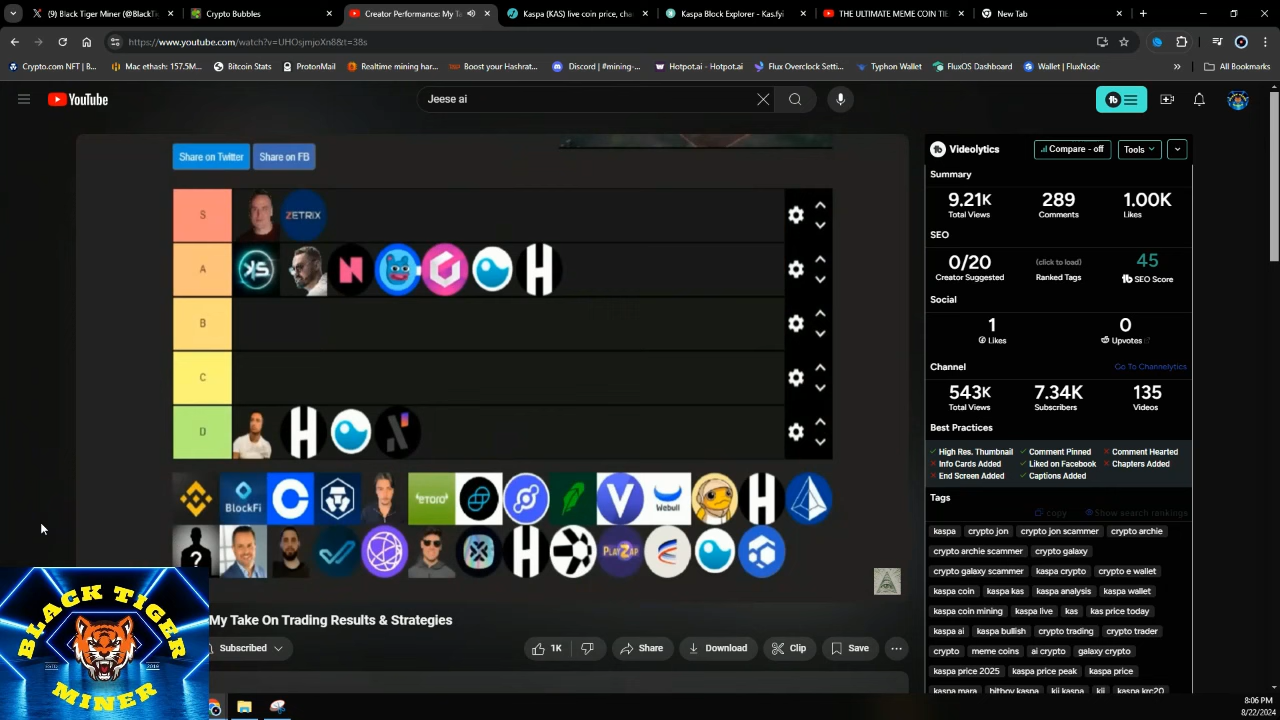 (9) Black Tiger Miner (@BlackT
Crypto Bubbles
Creator Performance: My Ta
Kaspa (KAS) live coin price, cha
Kaspa Block Explorer - Kas.fyi
THE ULTIMATE MEME COIN TIE
New Tab
https://www.youtube.com/watch?v=UHOsjmjoXn8&t=38s
Crypto.com NFT | B...
Mac ethash: 157.5M...
Bitcoin Stats
ProtonMail
Realtime mining har...
Boost your Hashrat...
Discord | #mining-...
Hotpot.ai - Hotpot.ai
Flux Overclock Setti...
Typhon Wallet
FluxOS Dashboard
Wallet | FluxNode
All Bookmarks
YouTube
Jeese ai
Share on Twitter
Share on FB
S
ZETRIX
A
B
C
D
BlockFi
eTORO
Webull
PLAYZAP
Videolytics
Compare - off
Tools
Summary
9.21K
289
1.00K
Total Views
Comments
Likes
SEO
0/20
(click to load)
45
Creator Suggested
Ranked Tags
SEO Score
Social
1
0
Likes
Upvotes
Channel
Go To Channelytics
543K
7.34K
135
Total Views
Subscribers
Videos
Best Practices
High Res. Thumbnail
Comment Pinned
Comment Hearted
Info Cards Added
Liked on Facebook
Chapters Added
End Screen Added
Captions Added
Tags
copy
Show search rankings
kaspa
crypto jon
crypto jon scammer
crypto archie
crypto archie scammer
crypto galaxy
crypto galaxy scammer
kaspa crypto
crypto e wallet
kaspa coin
kaspa kas
kaspa analysis
kaspa wallet
kaspa coin mining
kaspa live
kas
kas price today
kaspa ai
kaspa bullish
crypto trading
crypto trader
crypto
meme coins
ai crypto
galaxy crypto
kaspa price 2025
kaspa price peak
kaspa price
kaspa mara
bitboy kaspa
kii kaspa
kii
kaspa krc20
My Take On Trading Results & Strategies
Subscribed
1K
Share
Download
Clip
Save
BLACK TIGER
MINER
8:06 PM
8/22/2024